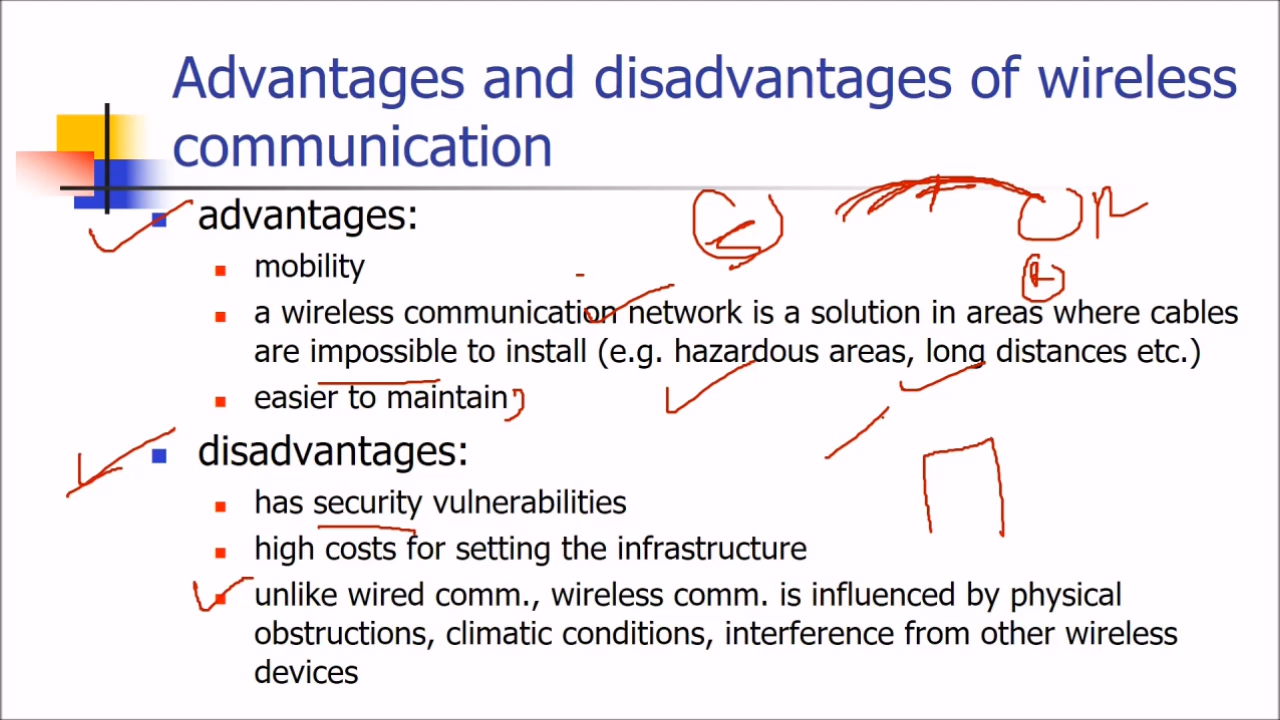 Advantages and disadvantages of wireless
communication
advantages:
mobility
a wireless communication network is a solution in areas where cables
are impossible to install (e.g. hazardous areas, long distances etc.)
easier to maintain
disadvantages:
has security vulnerabilities
high costs for setting the infrastructure
unlike wired comm., wireless comm. is influenced by physical
obstructions, climatic conditions, interference from other wireless
devices